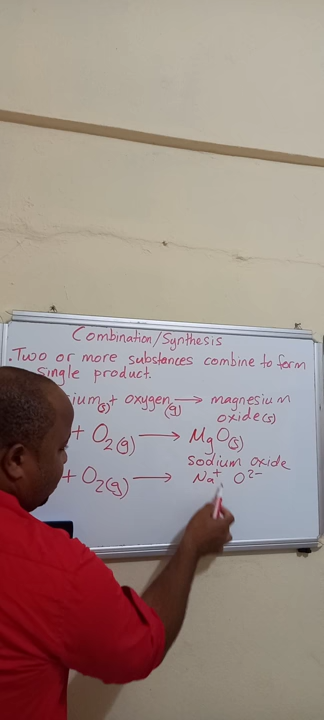 Combination/Synthesis
. Two or more substances combine to form
single product.
ium(s) + oxygen(g) → magnesium
oxide(s)
+ O2(g) → MgO(s)
sodium oxide
+ O2(g) → Na+ O2-